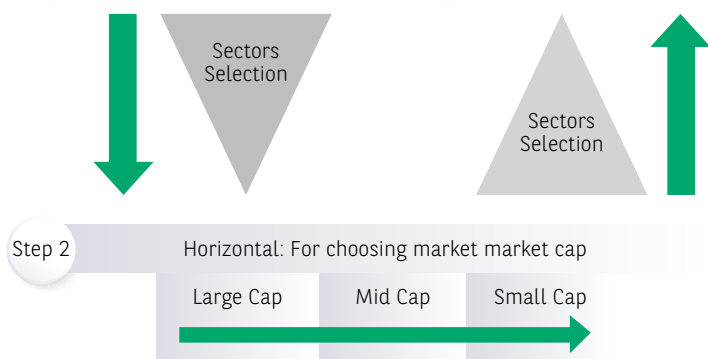 Sectors
Selection
Sectors
Selection
Step 2
Horizontal: For choosing market market cap
Large Cap
Mid Cap
Small Cap